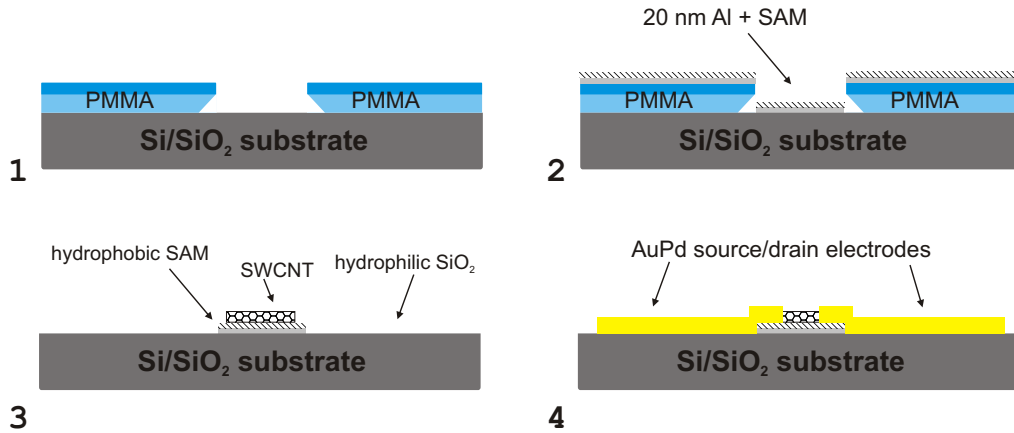 PMMA
PMMA
Si/SiO₂ substrate
1
20 nm Al + SAM
PMMA
PMMA
Si/SiO₂ substrate
2
hydrophobic SAM
SWCNT
hydrophilic SiO₂
Si/SiO₂ substrate
3
AuPd source/drain electrodes
Si/SiO₂ substrate
4